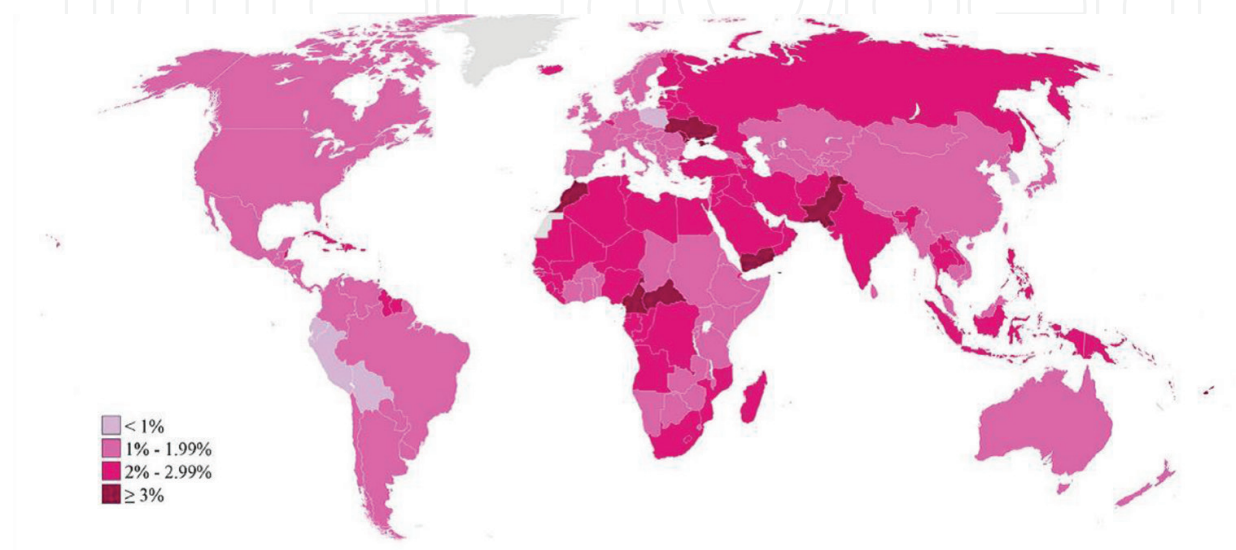 < 1%
1% - 1.99%
2% - 2.99%
≥ 3%